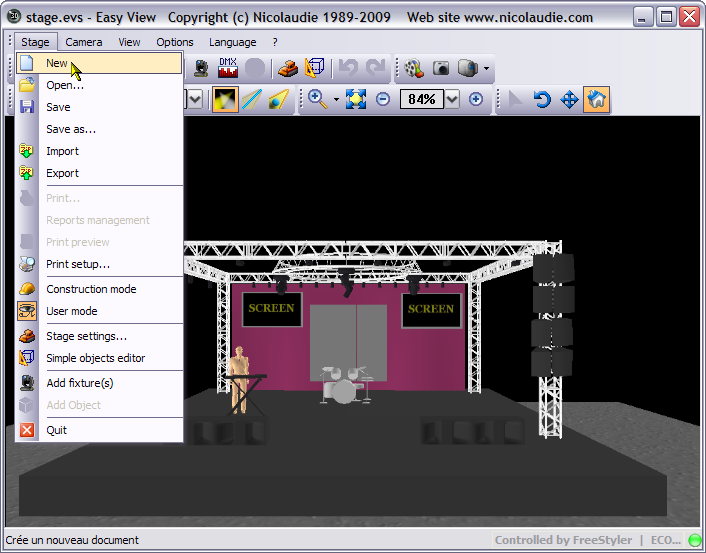 stage.evs - Easy View Copyright (c) Nicolaudie 1989-2009 Web site www.nicolaudie.com
Stage Camera View Options Language ?
DMX
84%
New
Open...
Save
Save as...
Import
Export
Print...
Reports management
Print preview
Print setup...
Construction mode
User mode
Stage settings...
Simple objects editor
Add fixture(s)
Add Object
Quit
SCREEN
SCREEN
Crée un nouveau document
Controlled by FreeStyler | ECO...